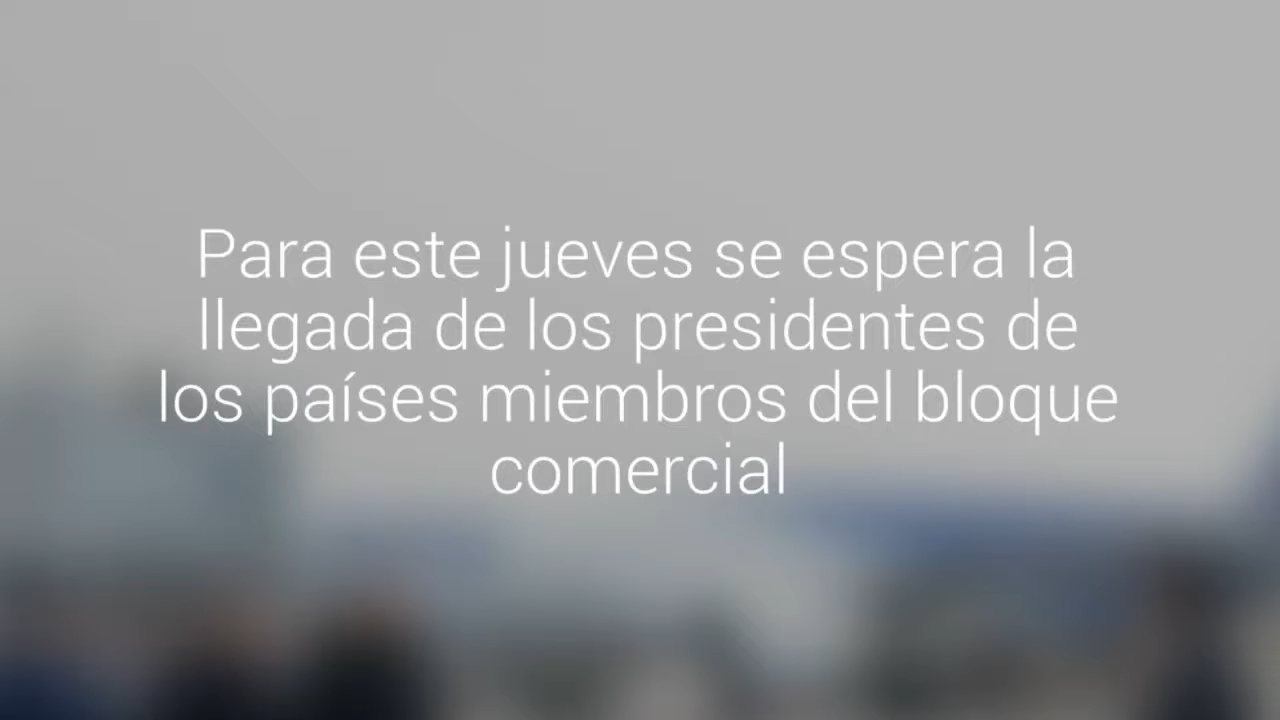 Para este jueves se espera la
llegada de los presidentes de
los países miembros del bloque
comercial